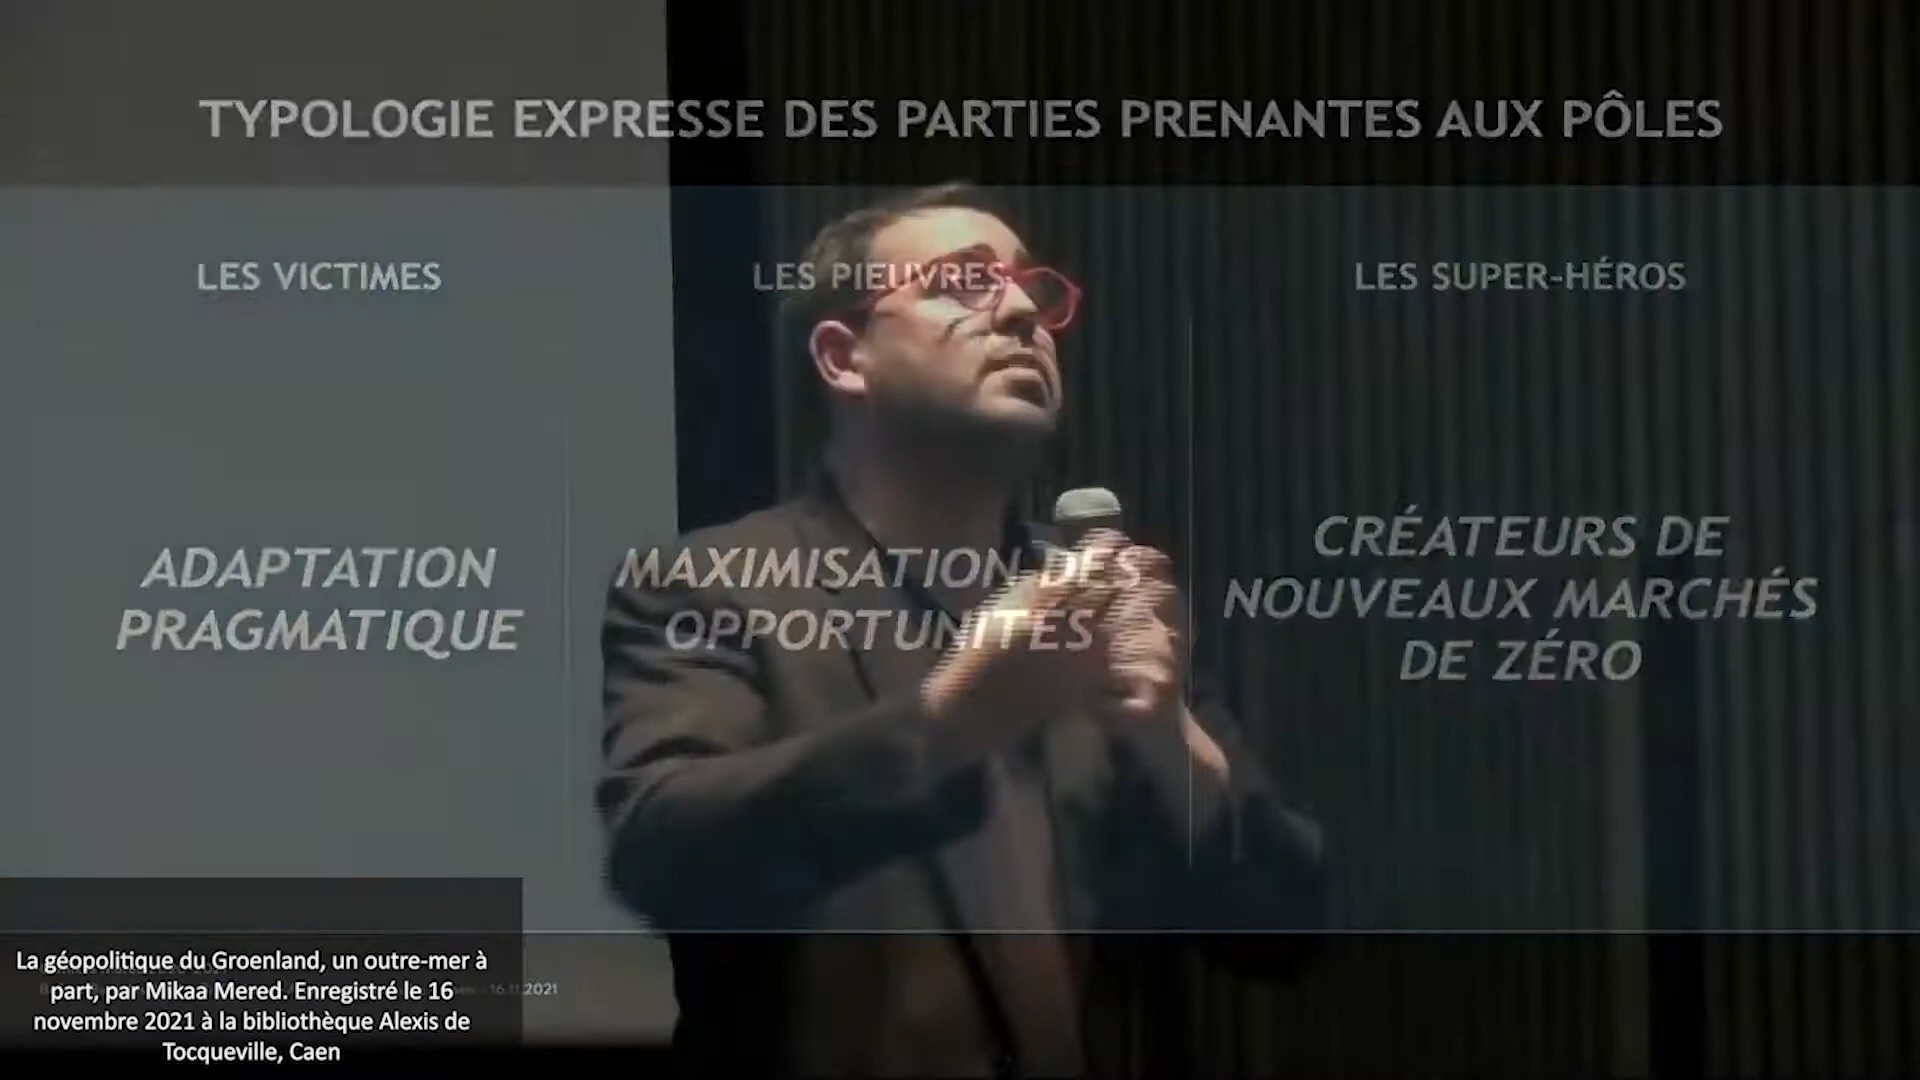 TYPOLOGIE EXPRESSE DES PARTIES PRENANTES AUX PÔLES
LES VICTIMES
LES PIEUVRES
LES SUPER-HÉROS
ADAPTATION
PRAGMATIQUE
MAXIMISATION DES
OPPORTUNITÉS
CRÉATEURS DE
NOUVEAUX MARCHÉS
DE ZÉRO
La géopolitique du Groenland, un outre-mer à
part, par Mikaa Mered. Enregistré le 16
novembre 2021 à la bibliothèque Alexis de
Tocqueville, Caen
16.11.2021